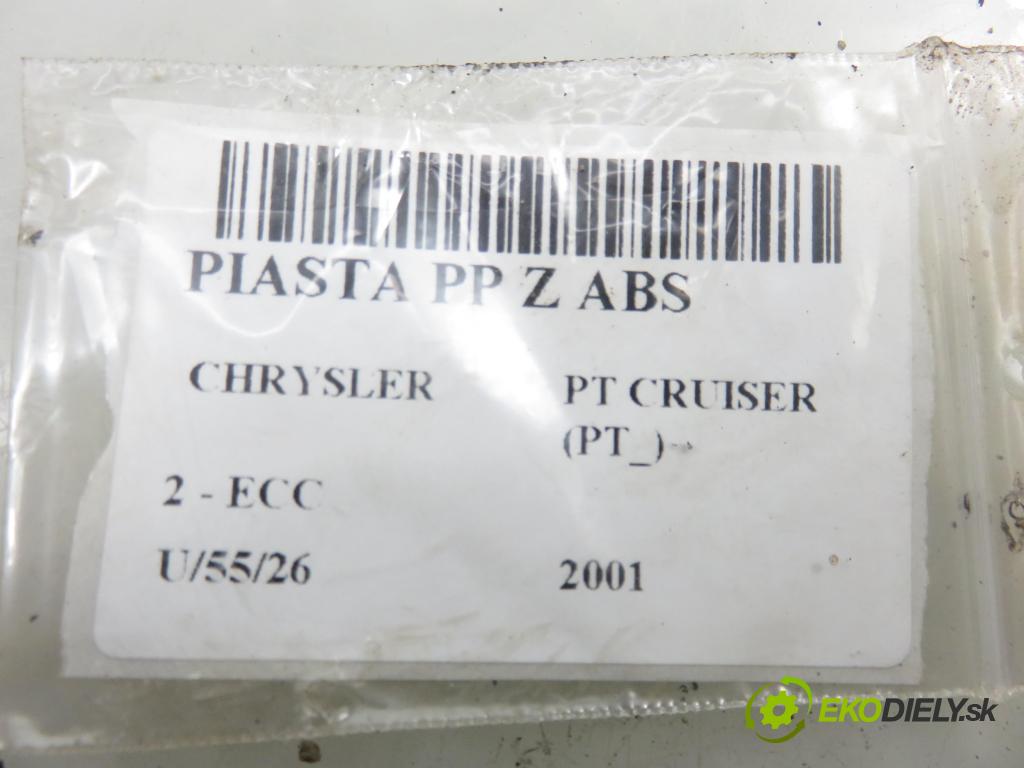 PIASTA PP Z ABS
CHRYSLER PT CRUISER
(PT_)
2 - ECC
U/55/26 2001
EKODIELY.sk